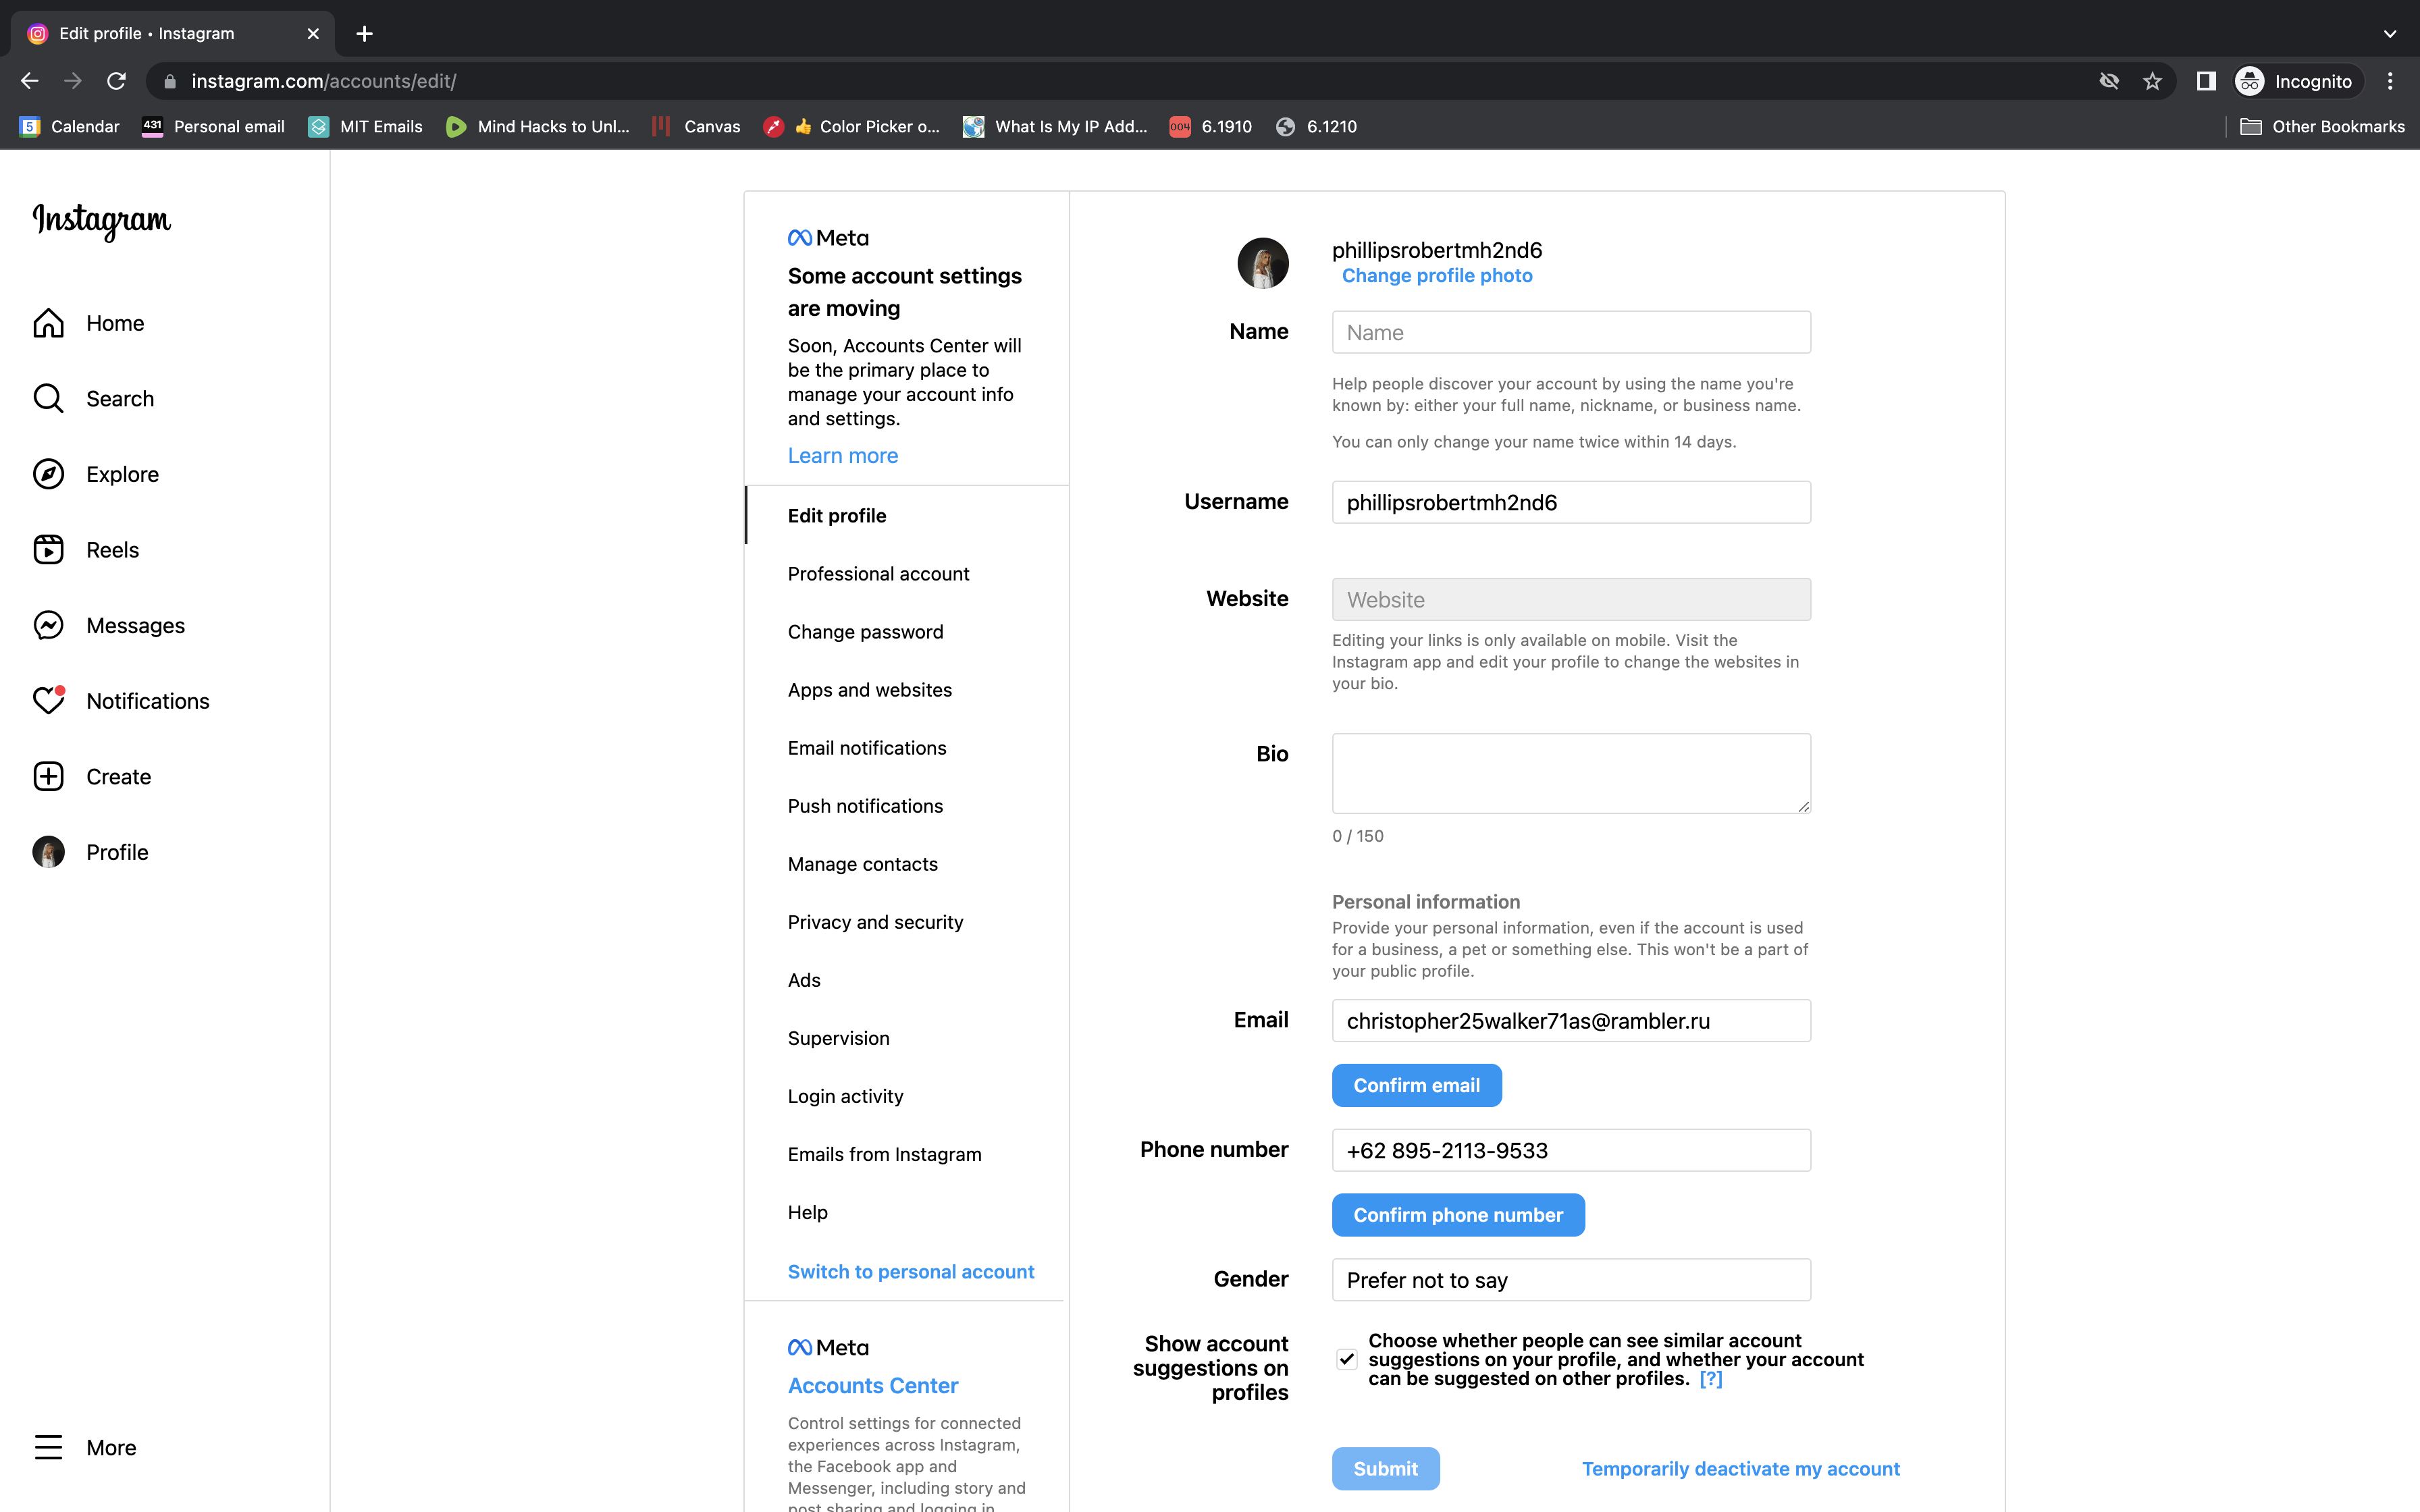 Edit profile • Instagram
instagram.com/accounts/edit/
Incognito
5 Calendar
431 Personal email
MIT Emails
Mind Hacks to Unl...
Canvas
👍 Color Picker o...
What Is My IP Add...
004 6.1910
6.1210
Other Bookmarks
Instagram
Home
Search
Explore
Reels
Messages
Notifications
Create
Profile
More
Meta
Some account settings
are moving
Soon, Accounts Center will
be the primary place to
manage your account info
and settings.
Learn more
Edit profile
Professional account
Change password
Apps and websites
Email notifications
Push notifications
Manage contacts
Privacy and security
Ads
Supervision
Login activity
Emails from Instagram
Help
Switch to personal account
Meta
Accounts Center
Control settings for connected
experiences across Instagram,
the Facebook app and
Messenger, including story and
post sharing and logging in.
phillipsrobertmh2nd6
Change profile photo
Name
Name
Help people discover your account by using the name you're
known by: either your full name, nickname, or business name.
You can only change your name twice within 14 days.
Username
phillipsrobertmh2nd6
Website
Website
Editing your links is only available on mobile. Visit the
Instagram app and edit your profile to change the websites in
your bio.
Bio
0 / 150
Personal information
Provide your personal information, even if the account is used
for a business, a pet or something else. This won't be a part of
your public profile.
Email
christopher25walker71as@rambler.ru
Confirm email
Phone number
+62 895-2113-9533
Confirm phone number
Gender
Prefer not to say
Show account
suggestions on
profiles
Choose whether people can see similar account
suggestions on your profile, and whether your account
can be suggested on other profiles. [?]
Submit
Temporarily deactivate my account